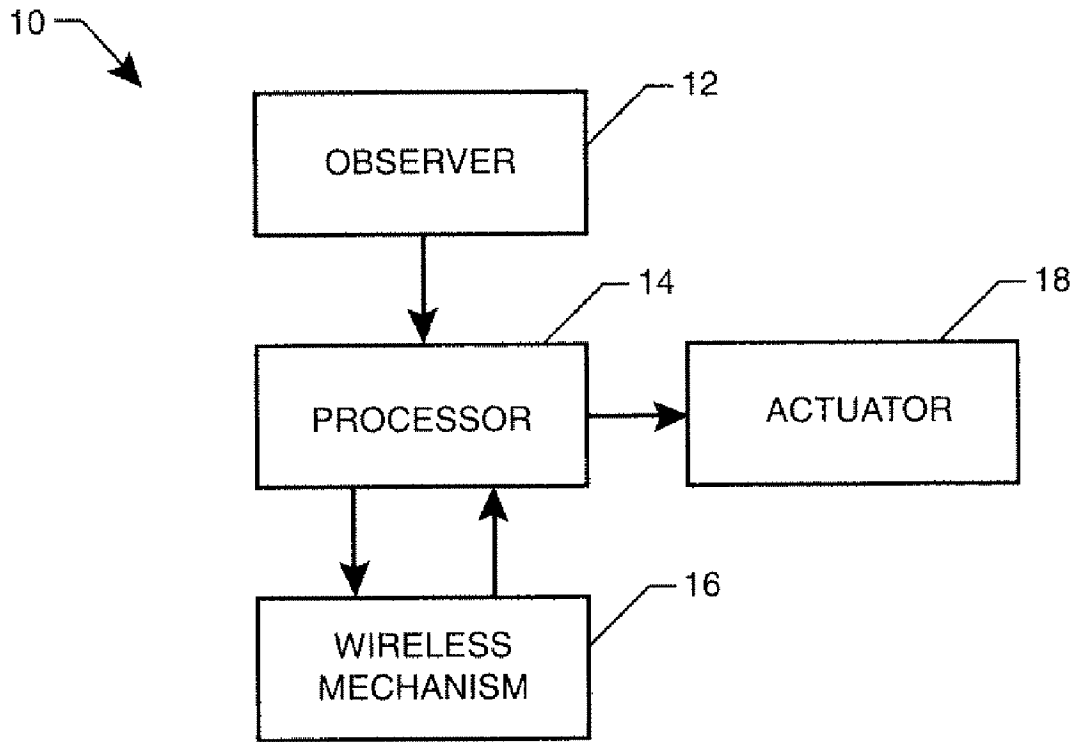 10
12
OBSERVER
14
18
PROCESSOR
ACTUATOR
16
WIRELESS
MECHANISM